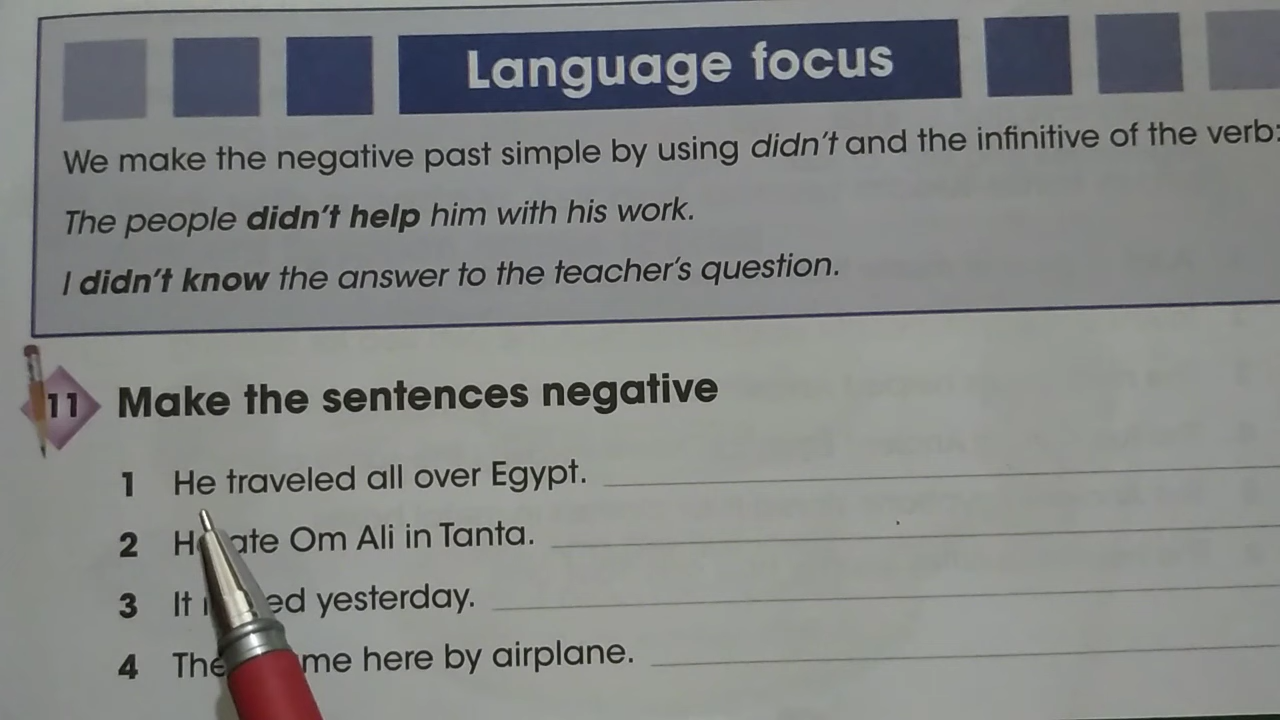 Language focus
We make the negative past simple by using didn't and the infinitive of the verb:
The people didn't help him with his work.
I didn't know the answer to the teacher's question.
11 Make the sentences negative
1 He traveled all over Egypt.
2 ate Om Ali in Tanta.
3 It yesterday.
4 here by airplane.